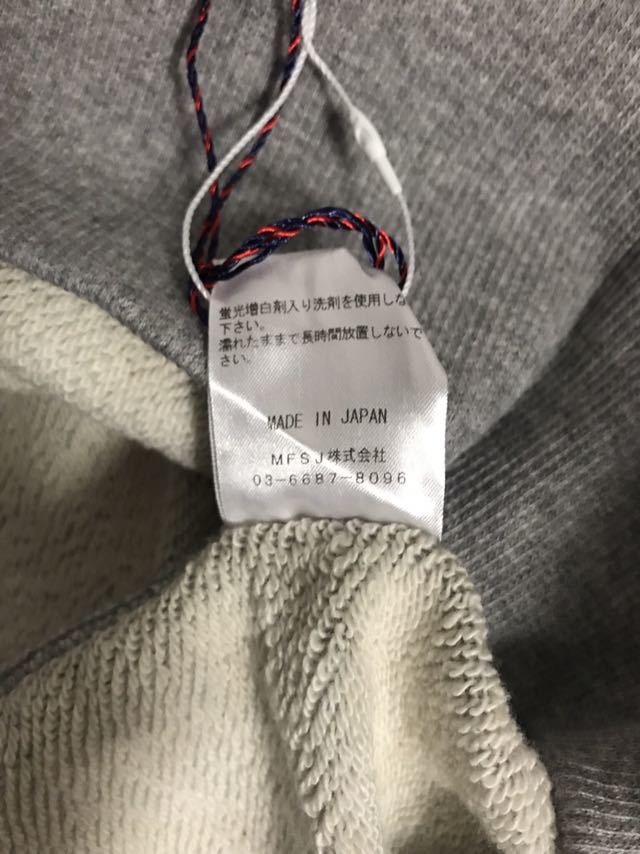 蛍光増白剤入り洗剤を使用しな
下さい。
濡れたままで長時間放置しないで
さい。
MADE IN JAPAN
MFSJ株式会社
03-6687-8096